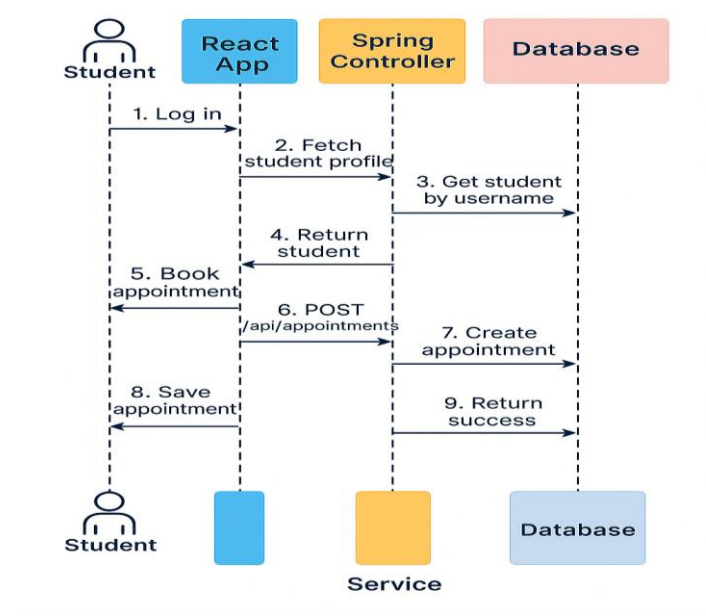 Student
React
App
Spring
Controller
Database
1. Log in
2. Fetch
student profile
3. Get student
by username
4. Return
student
5. Book
appointment
6. POST
/api/appointments
7. Create
appointment
8. Save
appointment
9. Return
success
Student
Database
Service